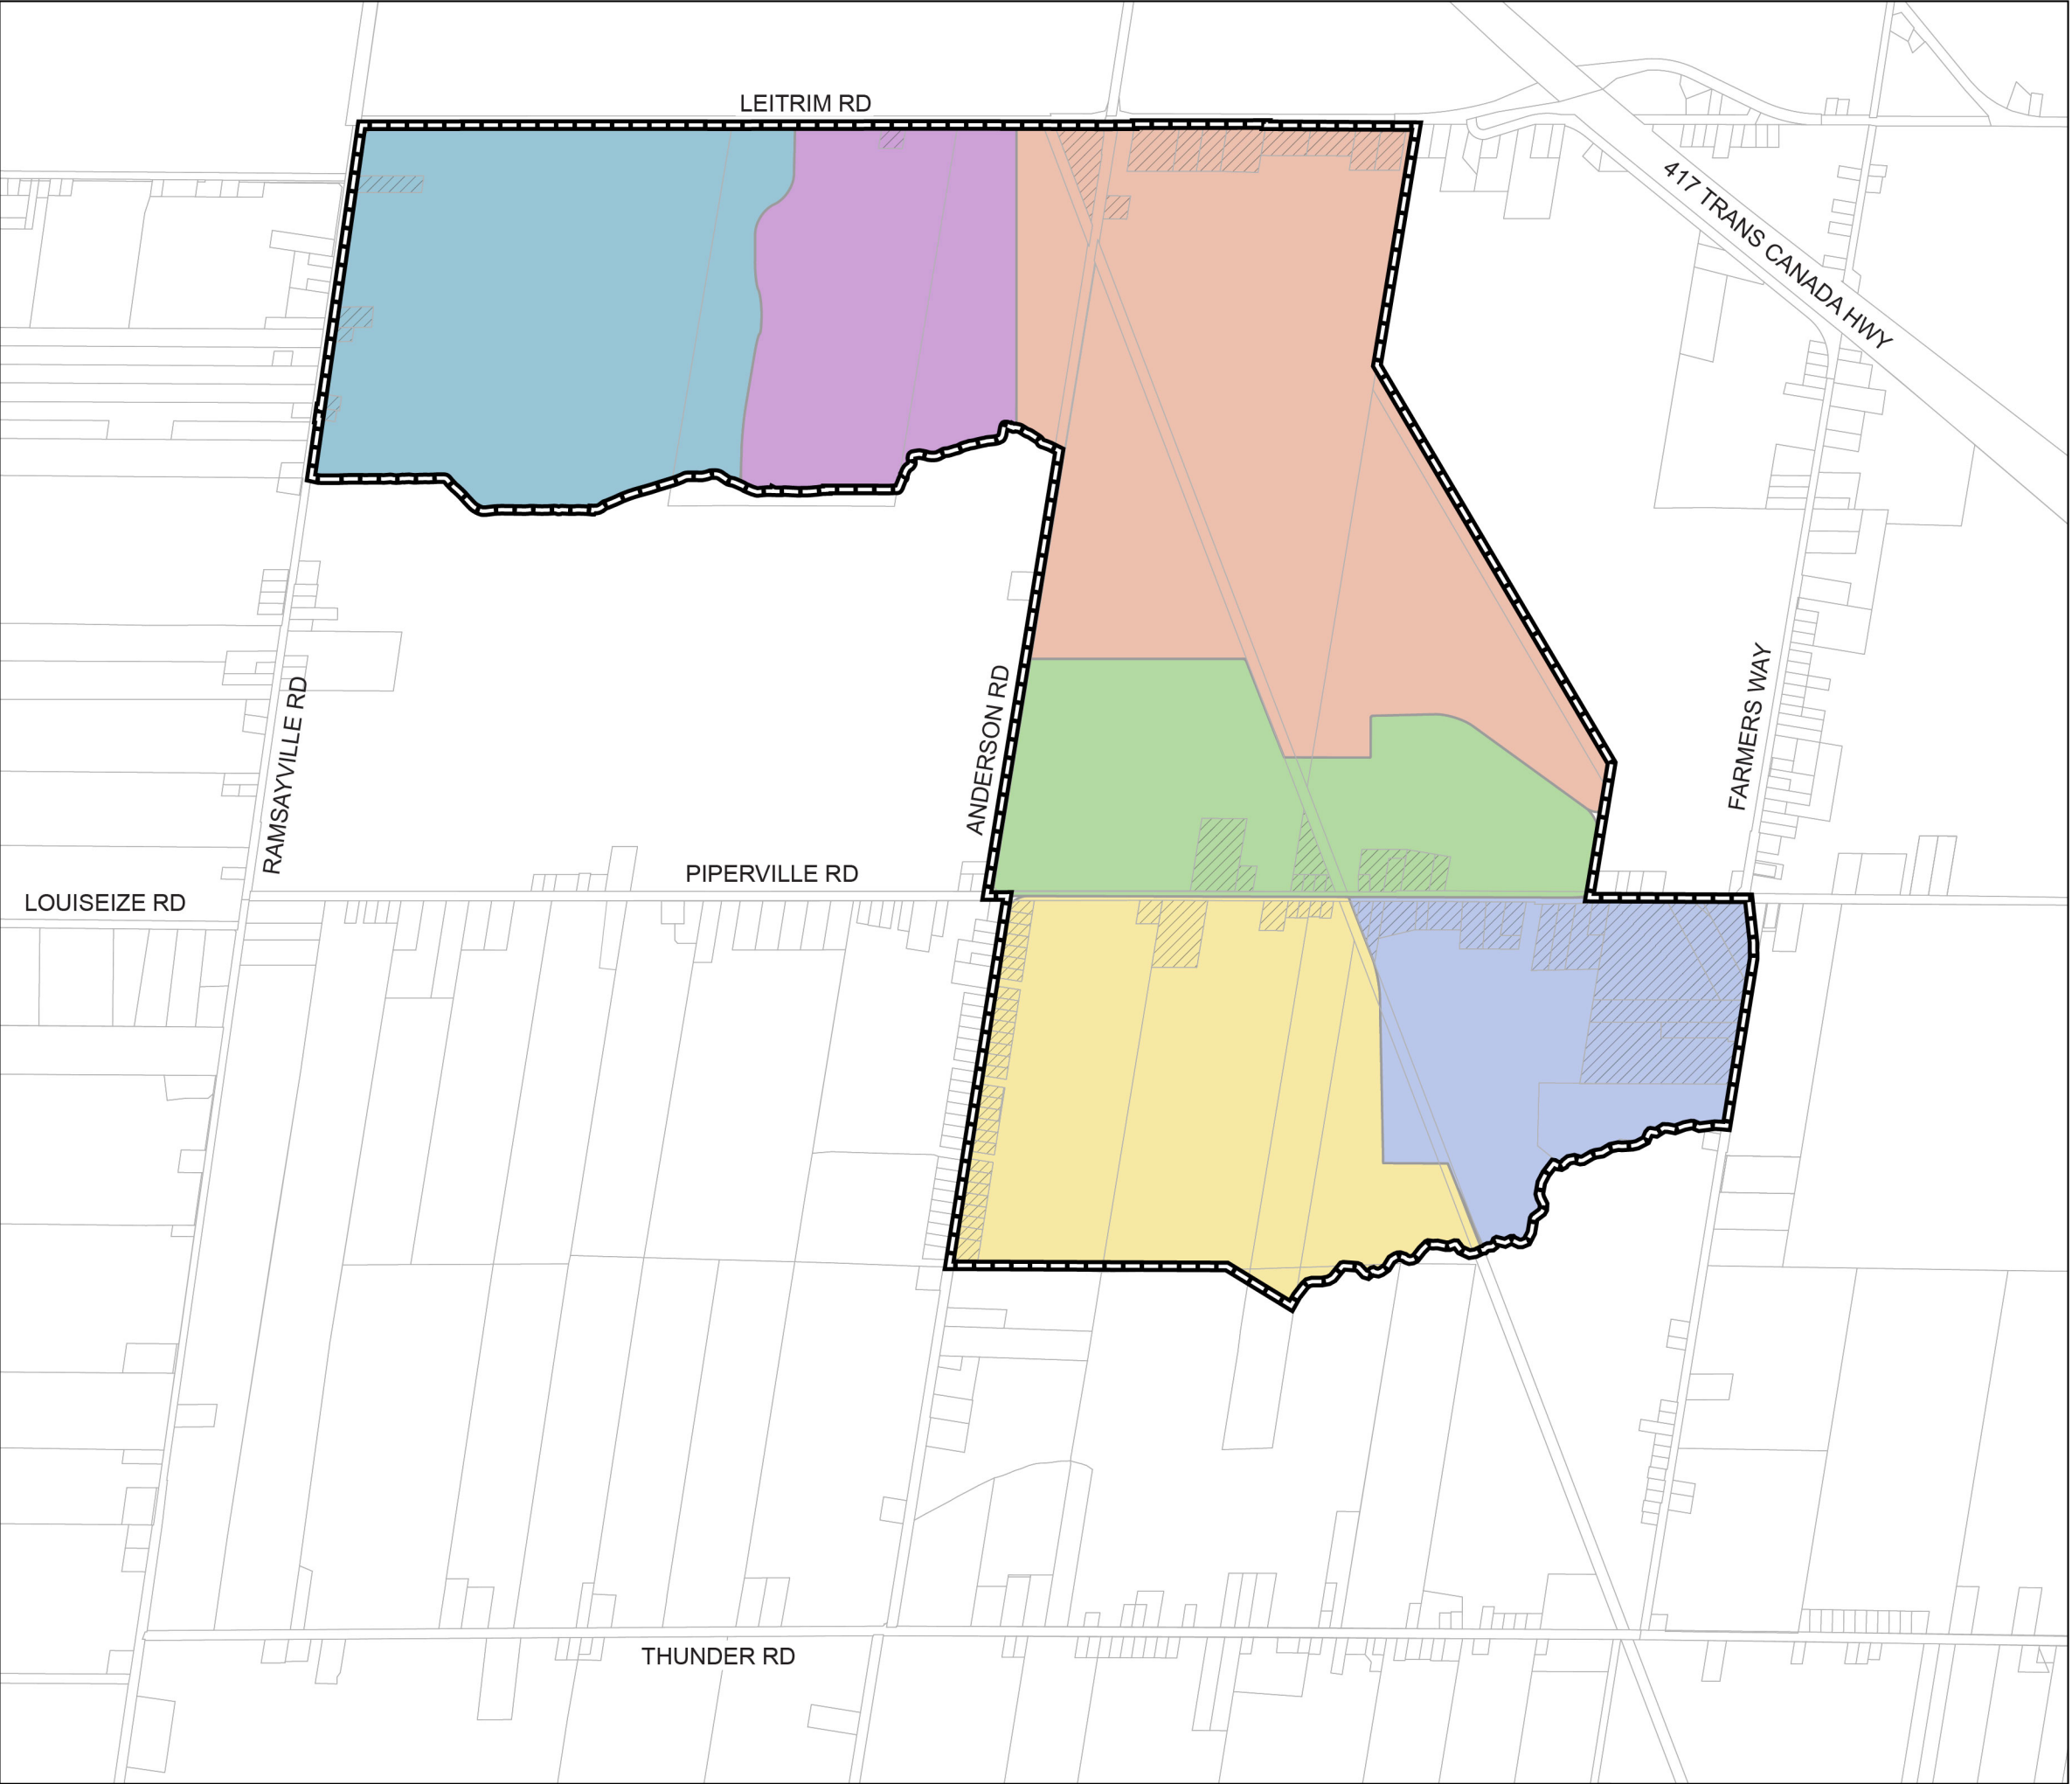 LEITRIM RD
417 TRANS CANADA HWY
RAMSAYVILLE RD
ANDERSON RD
FARMERS WAY
PIPERVILLE RD
LOUISEIZE RD
THUNDER RD